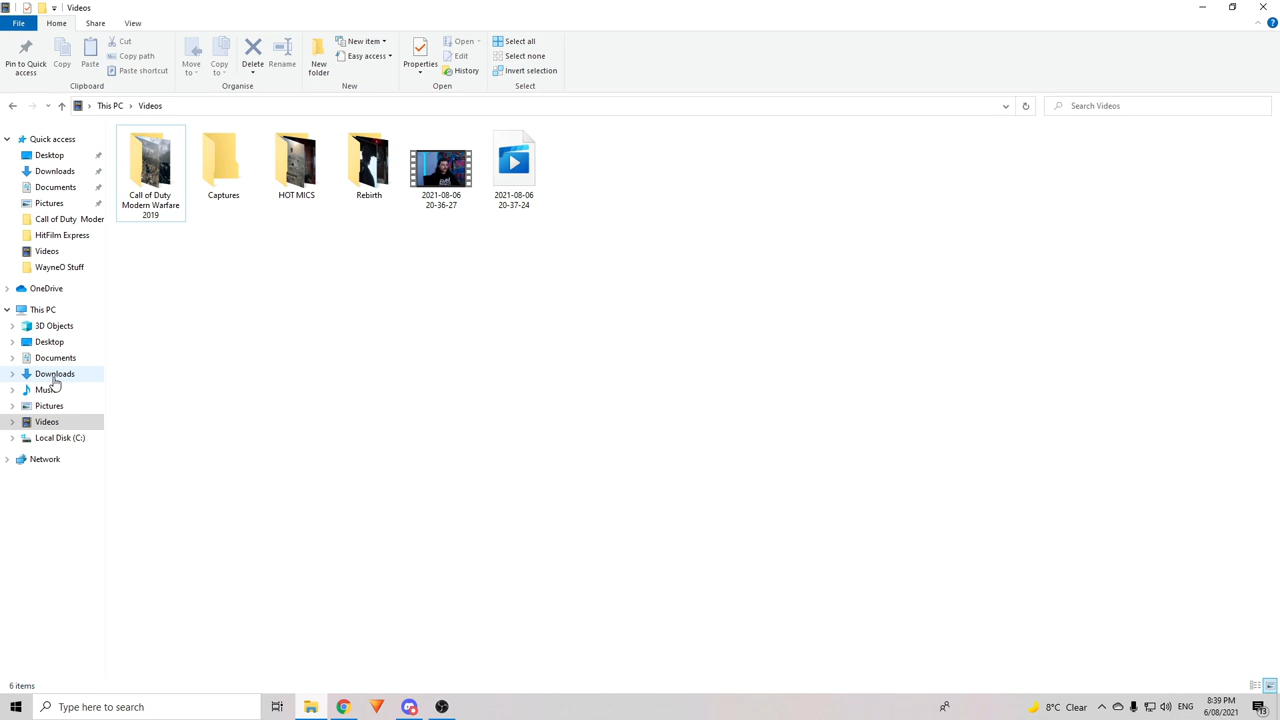 Videos
File Home Share View
Pin to Quick access
Copy
Paste
Cut
Copy path
Paste shortcut
Clipboard
Move to
Copy to
Delete
Rename
Organise
New folder
New item
Easy access
New
Properties
Open
Edit
History
Open
Select all
Select none
Invert selection
Select
This PC > Videos
Search Videos
Quick access
Desktop
Downloads
Documents
Pictures
Call of Duty Moder
HitFilm Express
Videos
WayneO Stuff
OneDrive
This PC
3D Objects
Desktop
Documents
Downloads
Music
Pictures
Videos
Local Disk (C:)
Network
Call of Duty
Modern Warfare
2019
Captures
HOT MICS
Rebirth
2021-08-06
20-36-27
2021-08-06
20-37-24
6 items
Type here to search
8°C Clear
ENG
8:39 PM
6/08/2021
13